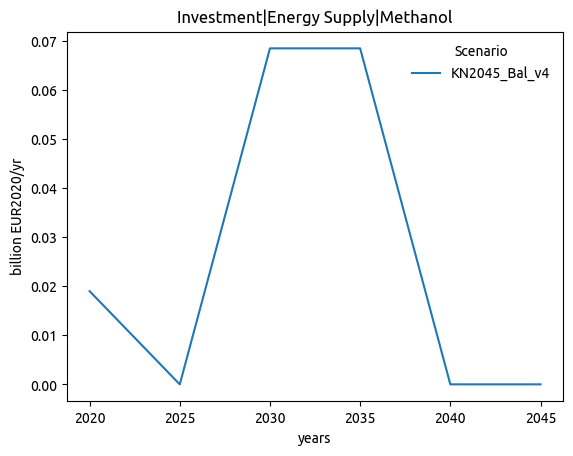 Investment|Energy Supply|Methanol
Scenario
KN2045_Bal_v4
billion EUR2020/yr
0.07
0.06
0.05
0.04
0.03
0.02
0.01
0.00
2020 2025 2030 2035 2040 2045
years